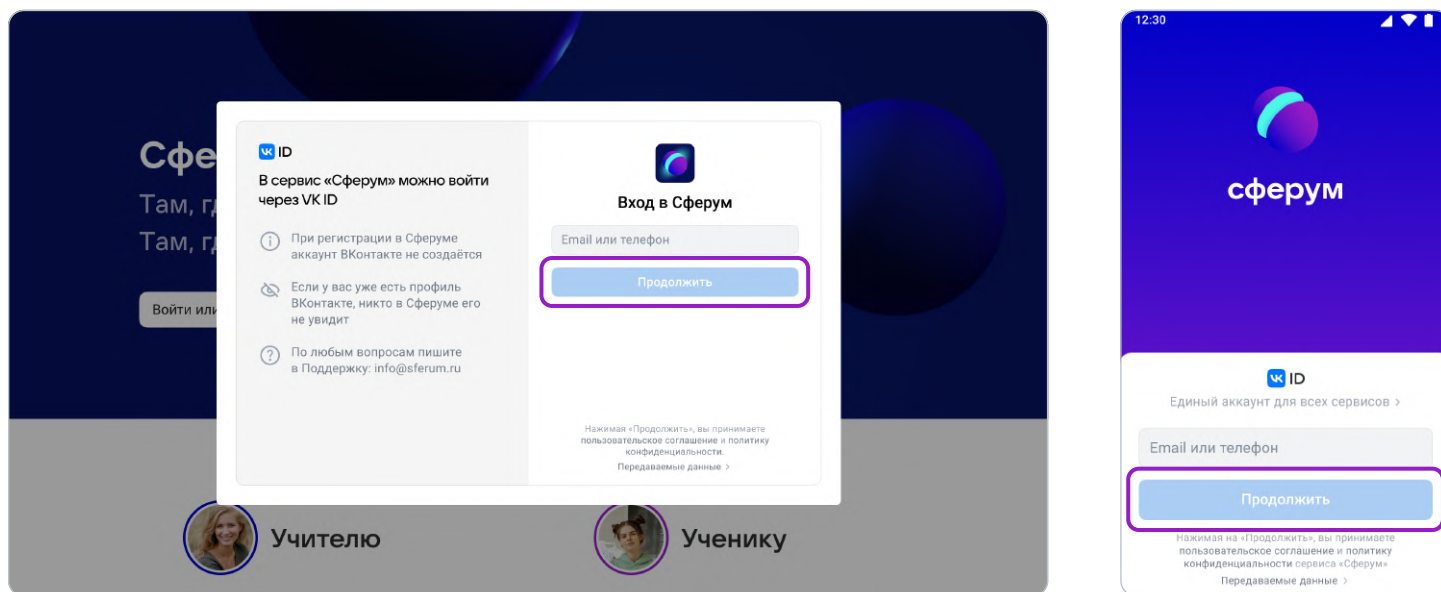 Сфе
Там, г
Там, г
Войти или
VK ID
В сервис «Сферум» можно войти
через VK ID
При регистрации в Сферуме
аккаунт ВКонтакте не создаётся
Если у вас уже есть профиль
ВКонтакте, никто в Сферуме его
не увидит
По любым вопросам пишите
в Поддержку: info@sferum.ru
Вход в Сферум
Email или телефон
Продолжить
Нажимая «Продолжить», вы принимаете
пользовательское соглашение и политику
конфиденциальности.
Передаваемые данные >
Учителю
Ученику
12:30
сферум
VK ID
Единый аккаунт для всех сервисов >
Email или телефон
Продолжить
Нажимая на «Продолжить», вы принимаете
пользовательское соглашение и политику
конфиденциальности сервиса «Сферум»
Передаваемые данные >